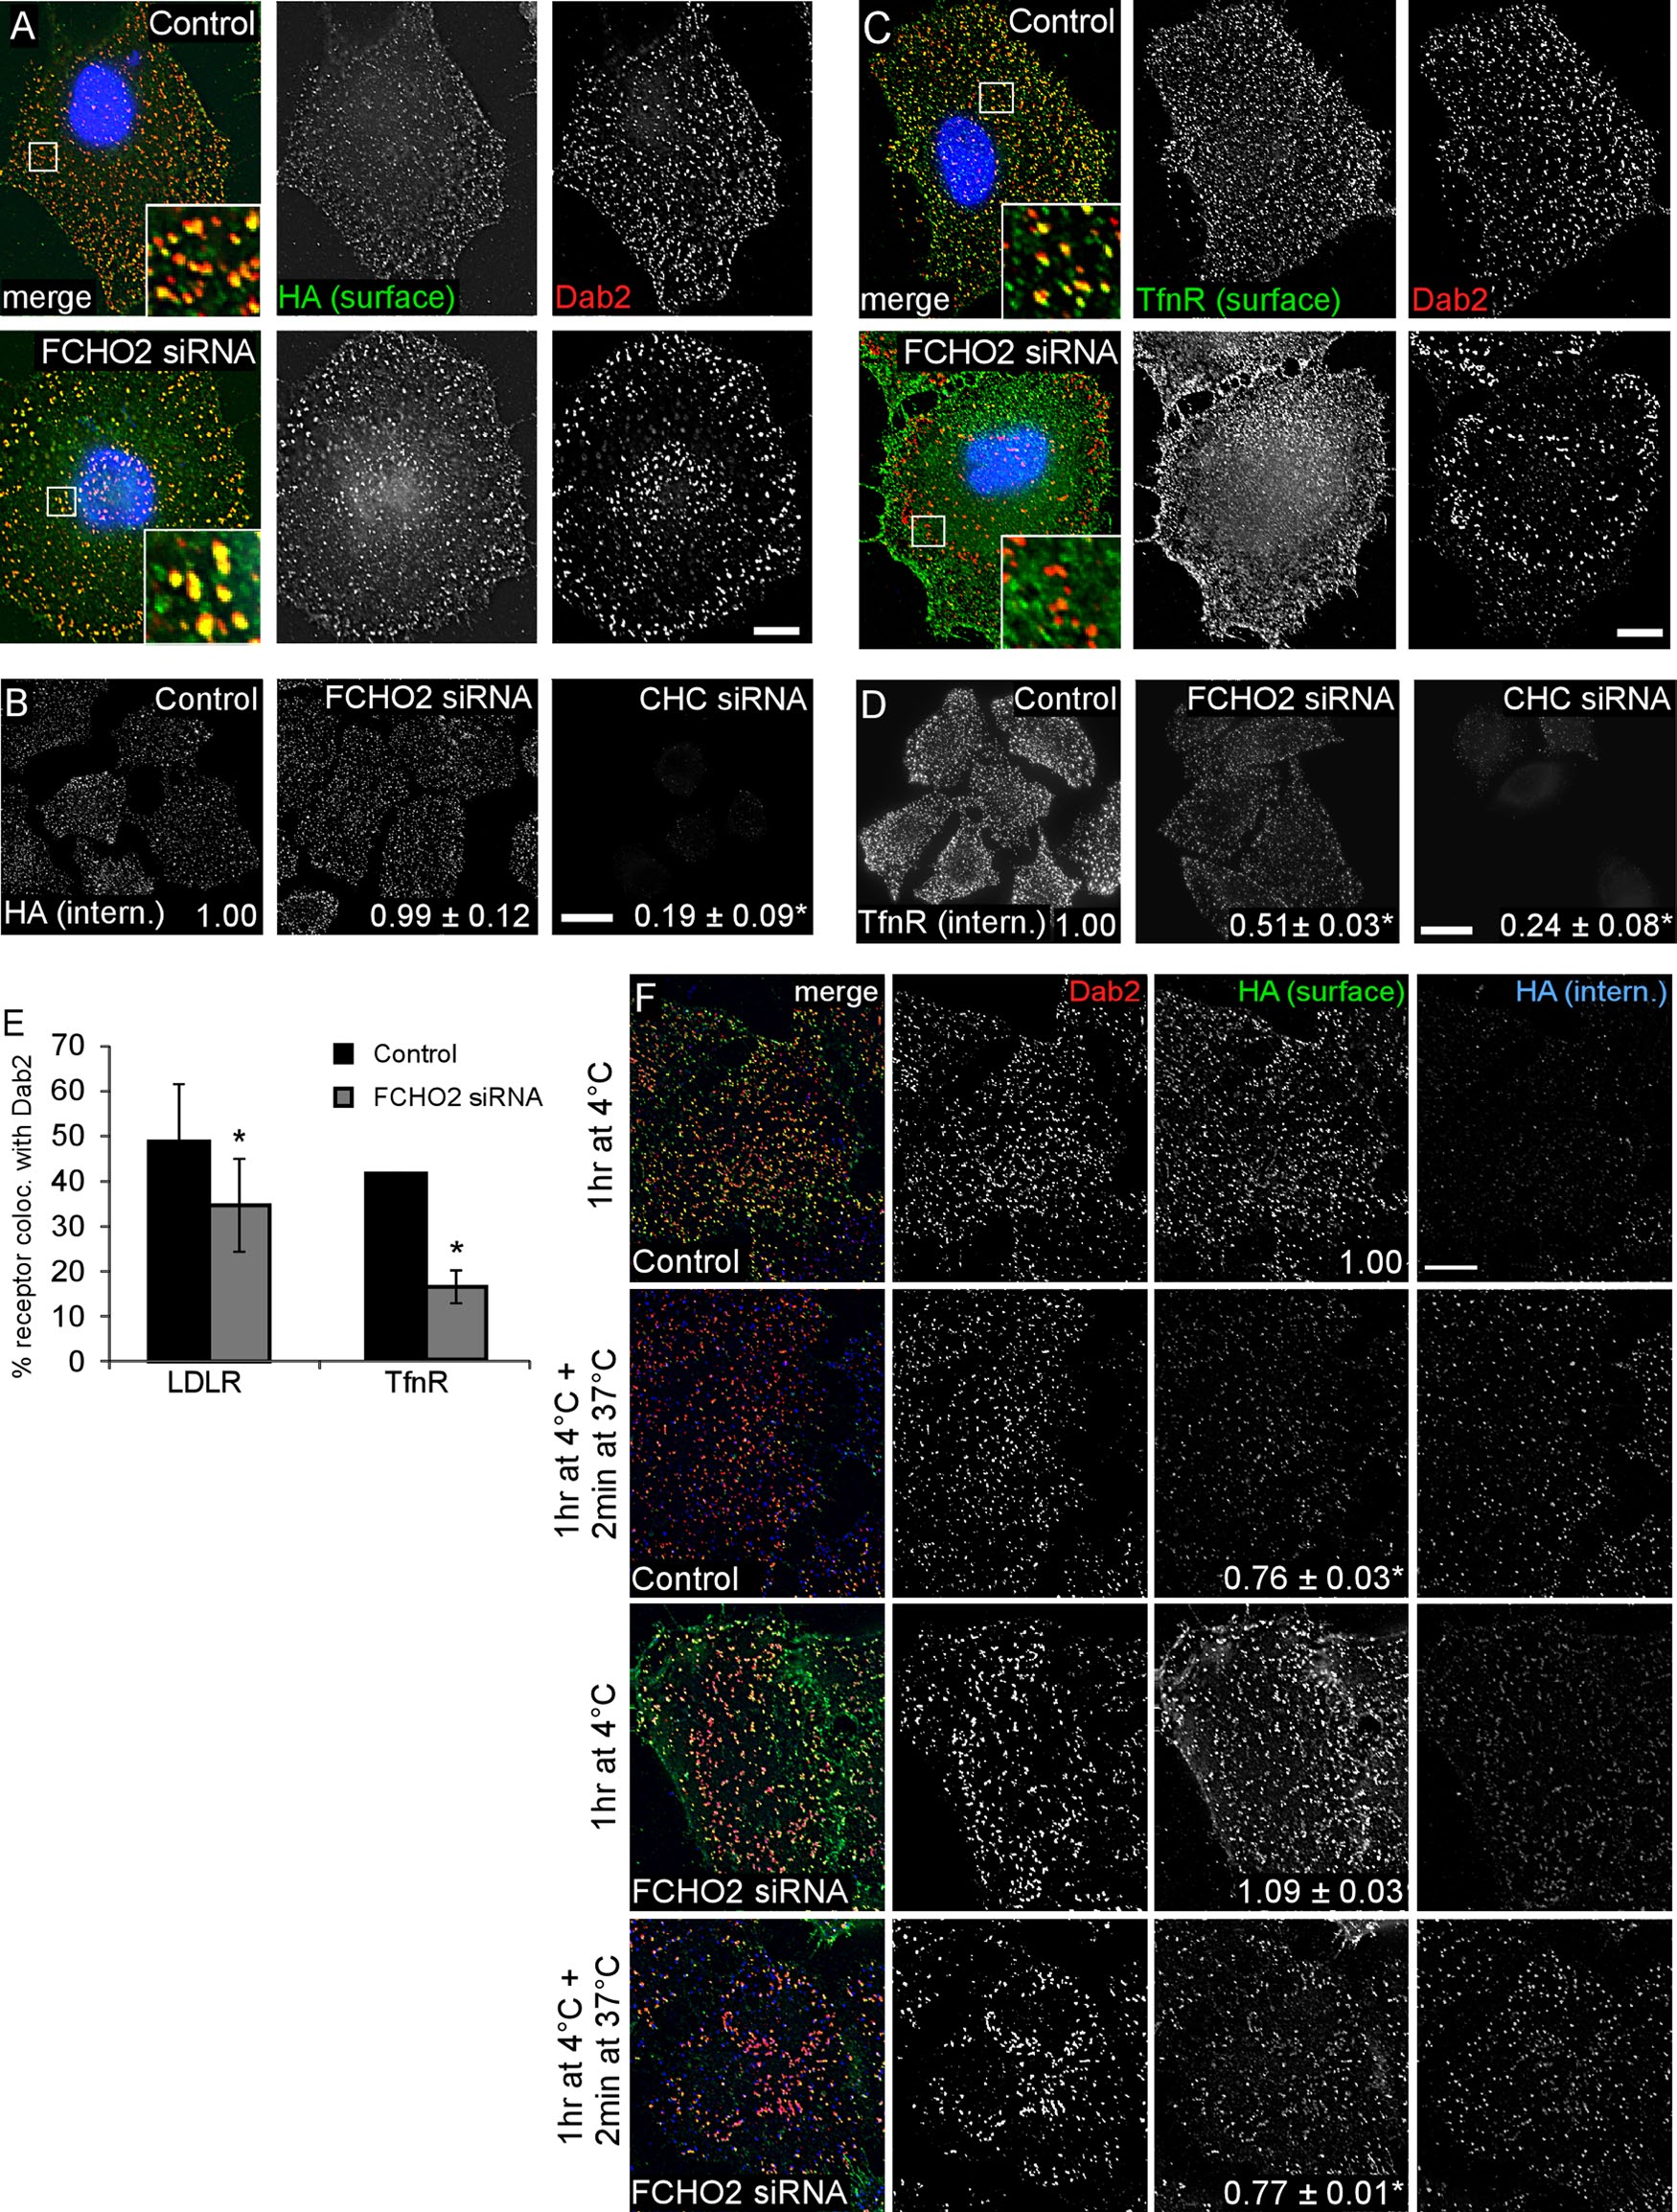 A
Control
merge
HA (surface)
Dab2
FCHO2 siRNA
C
Control
merge
TfnR (surface)
Dab2
FCHO2 siRNA
B
Control
HA (intern.)
1.00
FCHO2 siRNA
0.99 ± 0.12
CHC siRNA
0.19 ± 0.09*
D
Control
TfnR (intern.)
1.00
FCHO2 siRNA
0.51± 0.03*
CHC siRNA
0.24 ± 0.08*
E
% receptor coloc. with Dab2
70
60
50
40
30
20
10
0
Control
FCHO2 siRNA
*
*
LDLR
TfnR
F
merge
Dab2
HA (surface)
HA (intern.)
1hr at 4°C
Control
1.00
1hr at 4°C +
2min at 37°C
Control
0.76 ± 0.03*
1hr at 4°C
FCHO2 siRNA
1.09 ± 0.03
1hr at 4°C +
2min at 37°C
FCHO2 siRNA
0.77 ± 0.01*